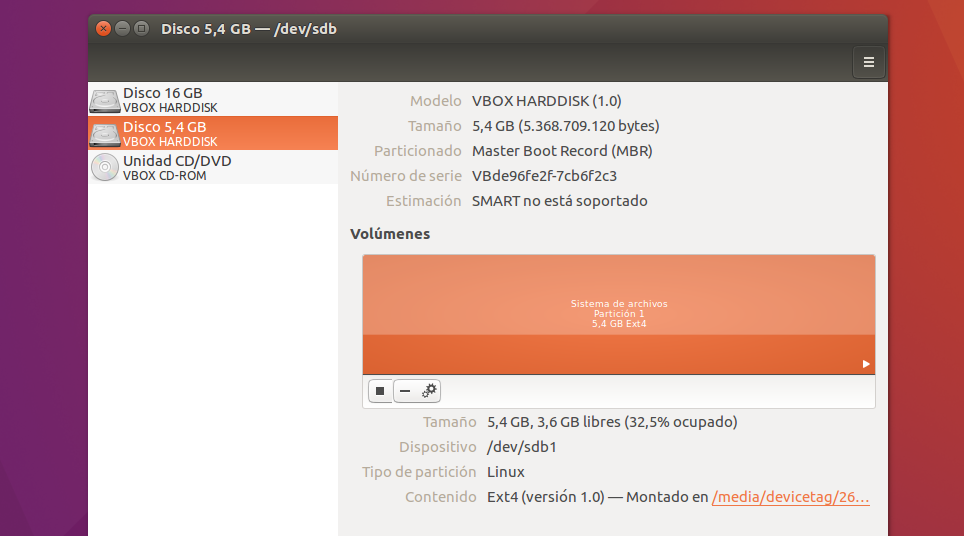 Disco 5,4 GB — /dev/sdb
Disco 16 GB
VBOX HARDDISK
Disco 5,4 GB
VBOX HARDDISK
Unidad CD/DVD
VBOX CD-ROM
Modelo VBOX HARDDISK (1.0)
Tamaño 5,4 GB (5.368.709.120 bytes)
Particionado Master Boot Record (MBR)
Número de serie VBde96fe2f-7cb6f2c3
Estimación SMART no está soportado
Volúmenes
Sistema de archivos
Partición 1
5,4 GB Ext4
Tamaño 5,4 GB, 3,6 GB libres (32,5% ocupado)
Dispositivo /dev/sdb1
Tipo de partición Linux
Contenido Ext4 (versión 1.0) — Montado en /media/devicetag/26...